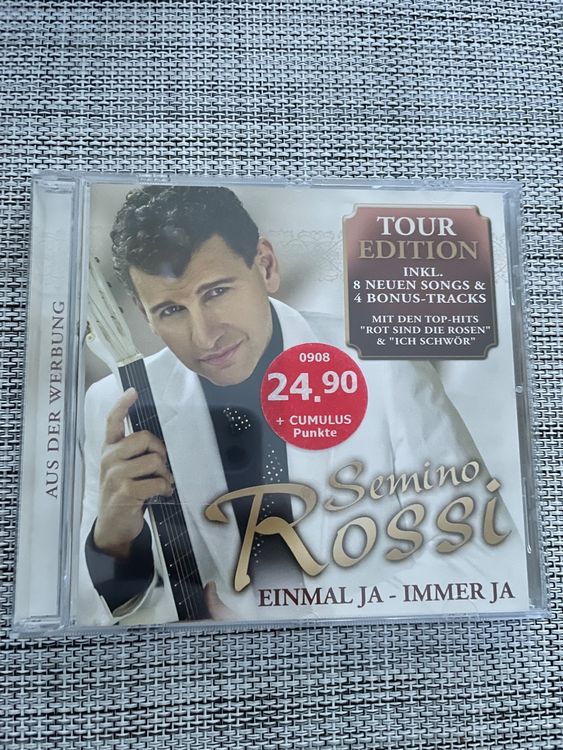 AUS DER WERBUNG
TOUR
EDITION
INKL.
8 NEUEN SONGS &
4 BONUS-TRACKS
MIT DEN TOP-HITS
"ROT SIND DIE ROSEN"
& "ICH SCHWÖR"
0908
24.90
+ CUMULUS
Punkte
Semino
Rossi
EINMAL JA - IMMER JA